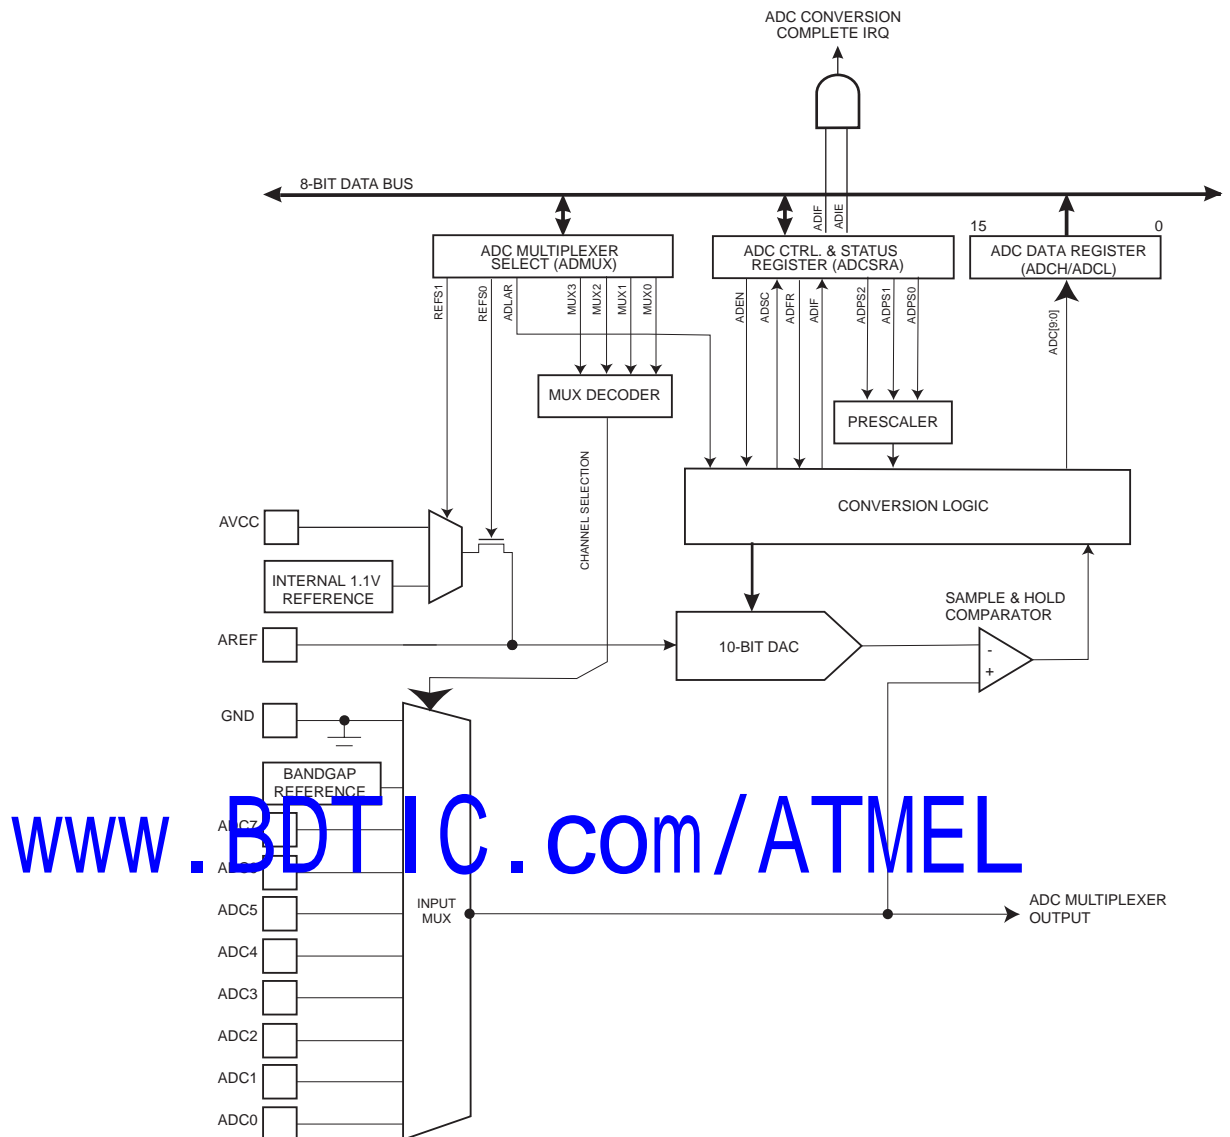 ADC CONVERSION
COMPLETE IRQ
8-BIT DATA BUS
ADIF
ADIE
15
0
ADC MULTIPLEXER
SELECT (ADMUX)
ADC CTRL. & STATUS
REGISTER (ADCSRA)
ADC DATA REGISTER
(ADCH/ADCL)
REFS1
REFS0
ADLAR
MUX3
MUX2
MUX1
MUX0
ADEN
ADSC
ADFR
ADIF
ADPS2
ADPS1
ADPS0
ADC[9:0]
MUX DECODER
PRESCALER
CHANNEL SELECTION
CONVERSION LOGIC
AVCC
INTERNAL 1.1V
REFERENCE
SAMPLE & HOLD
COMPARATOR
AREF
10-BIT DAC
-
+
GND
BANDGAP
REFERENCE
ADC7
www.BDTIC.com/ATMEL
ADC5
INPUT
MUX
ADC MULTIPLEXER
OUTPUT
ADC4
ADC3
ADC2
ADC1
ADC0